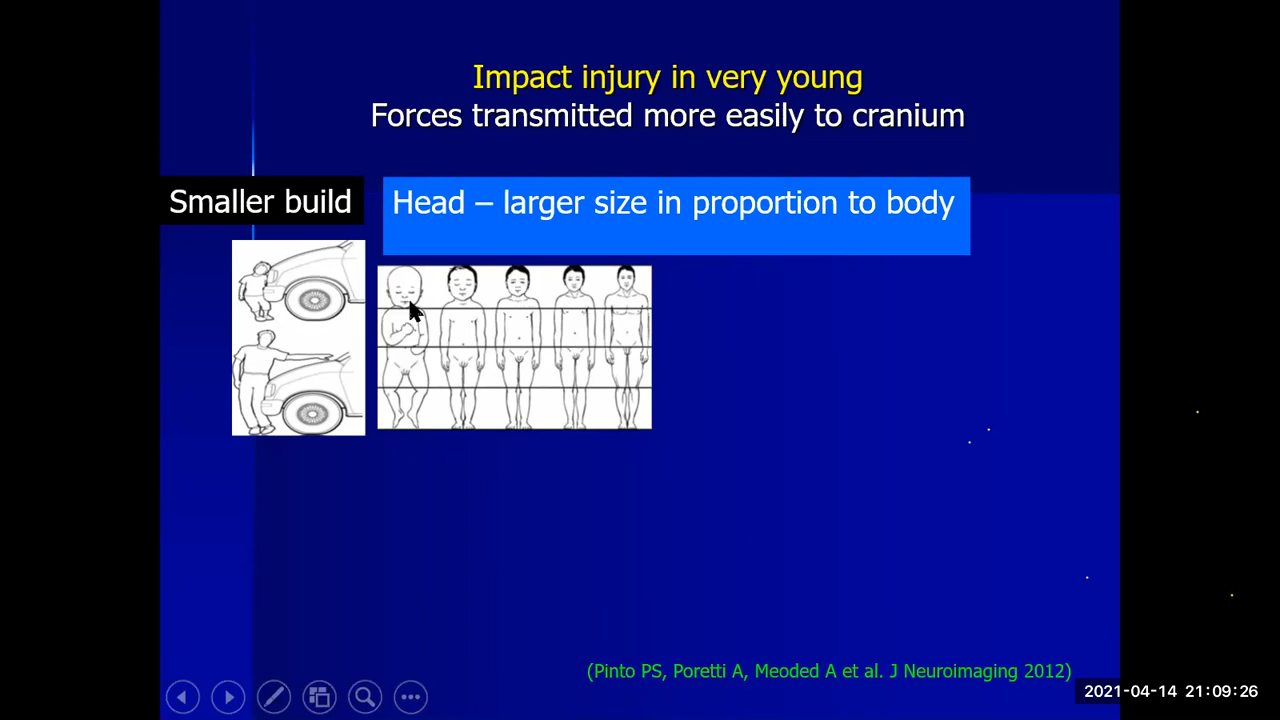 Impact injury in very young
Forces transmitted more easily to cranium
Smaller build
Head – larger size in proportion to body
(Pinto PS, Poretti A, Meoded A et al. J Neuroimaging 2012)
2021-04-14 21:09:26